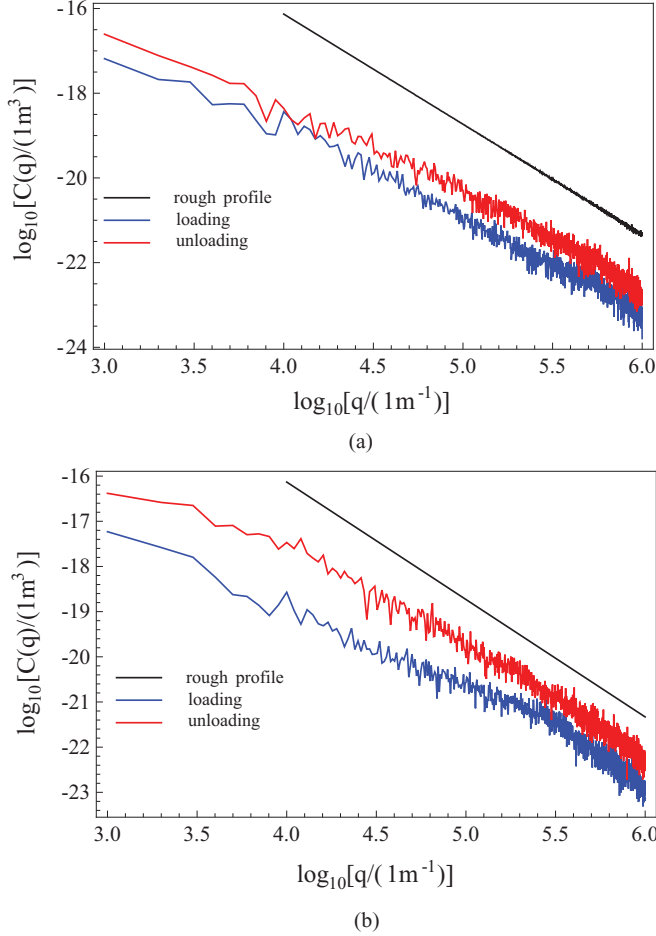 -16
-18
-20
-22
-24
log₁₀[C(q)/(1m³)]
rough profile
loading
unloading
3.0 3.5 4.0 4.5 5.0 5.5 6.0
log₁₀[q/(1m⁻¹)]
(a)
-16
-17
-18
-19
-20
-21
-22
-23
log₁₀[C(q)/(1m³)]
rough profile
loading
unloading
3.0 3.5 4.0 4.5 5.0 5.5 6.0
log₁₀[q/(1m⁻¹)]
(b)